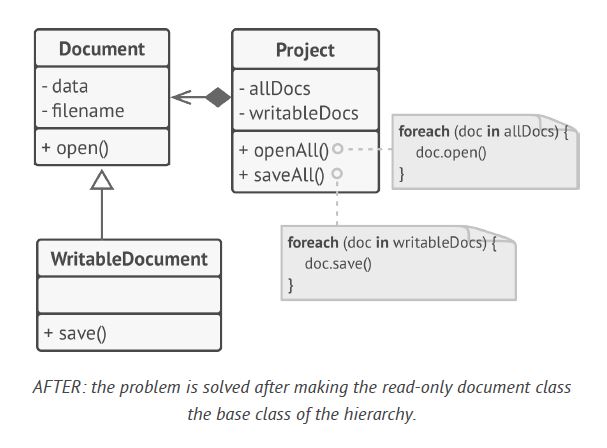 Document
- data
- filename
+ open()
Project
- allDocs
- writableDocs
+ openAll()
+ saveAll()
foreach (doc in allDocs) {
doc.open()
}
foreach (doc in writableDocs) {
doc.save()
}
WritableDocument
+ save()
AFTER: the problem is solved after making the read-only document class
the base class of the hierarchy.